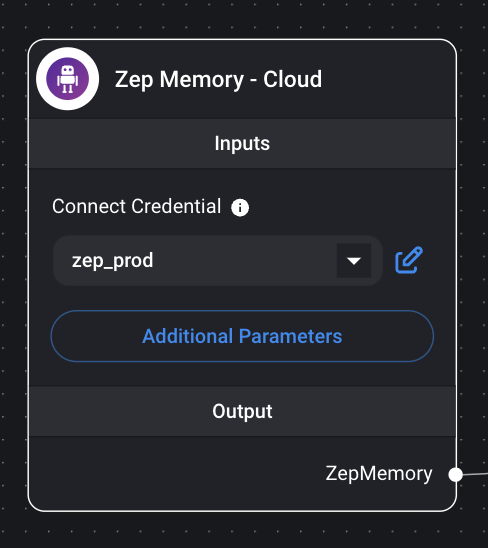 Zep Memory - Cloud
Inputs
Connect Credential
zep_prod
Additional Parameters
Output
ZepMemory